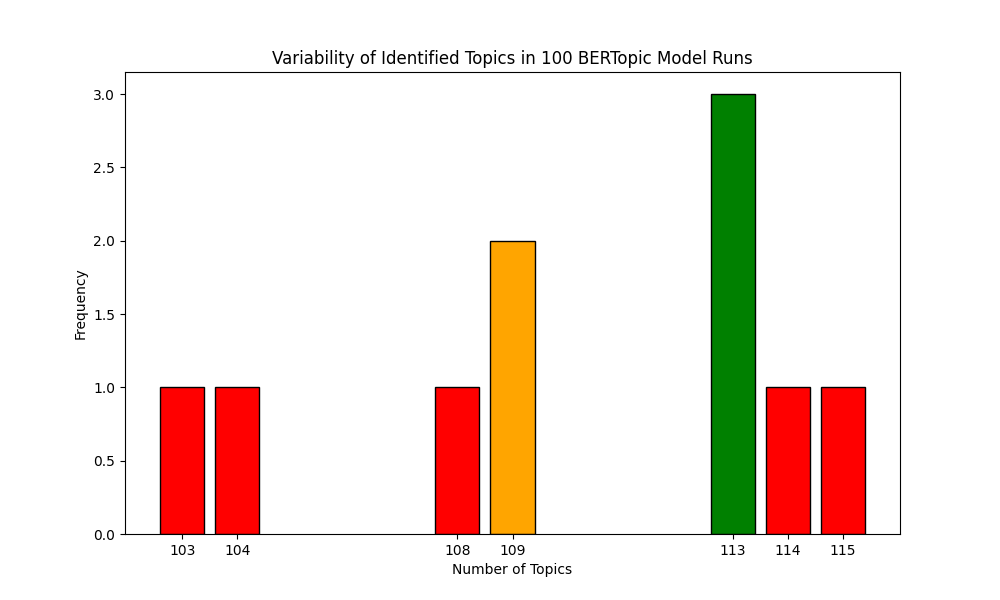 Variability of Identified Topics in 100 BERTopic Model Runs
3.0
2.5
2.0
1.5
1.0
0.5
0.0
Frequency
103 104 108 109 113 114 115
Number of Topics